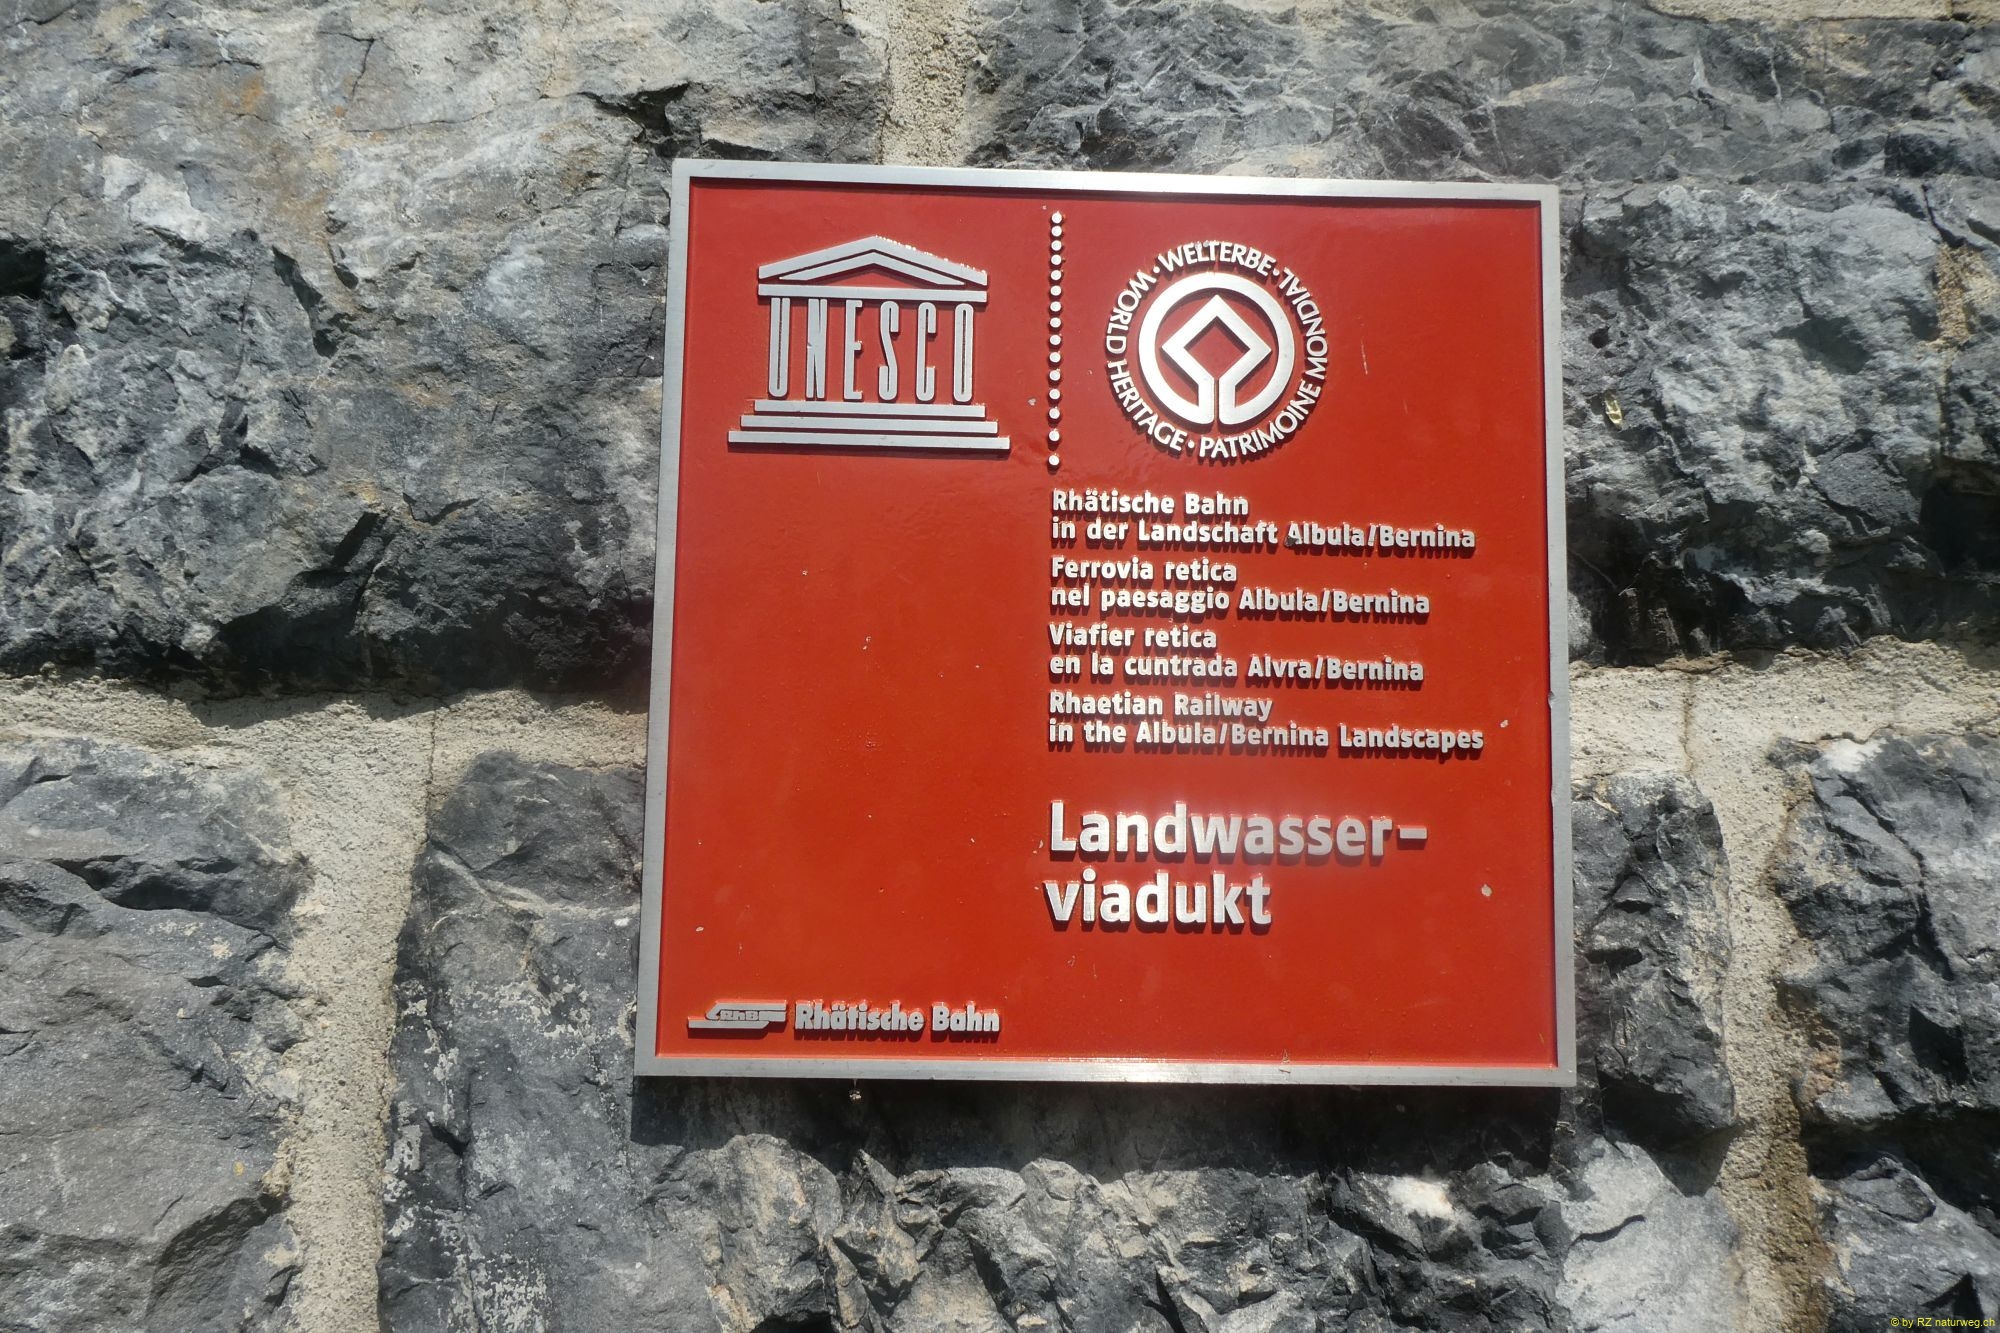 UNESCO
WORLD HERITAGE • WELTERBE • PATRIMOINE MONDIAL •
Rhätische Bahn
in der Landschaft Albula/Bernina
Ferrovia retica
nel paesaggio Albula/Bernina
Viafier retica
en la cuntrada Alvra/Bernina
Rhaetian Railway
in the Albula/Bernina Landscapes
Landwasser-
viadukt
RhB Rhätische Bahn
© by RZ naturweg.ch